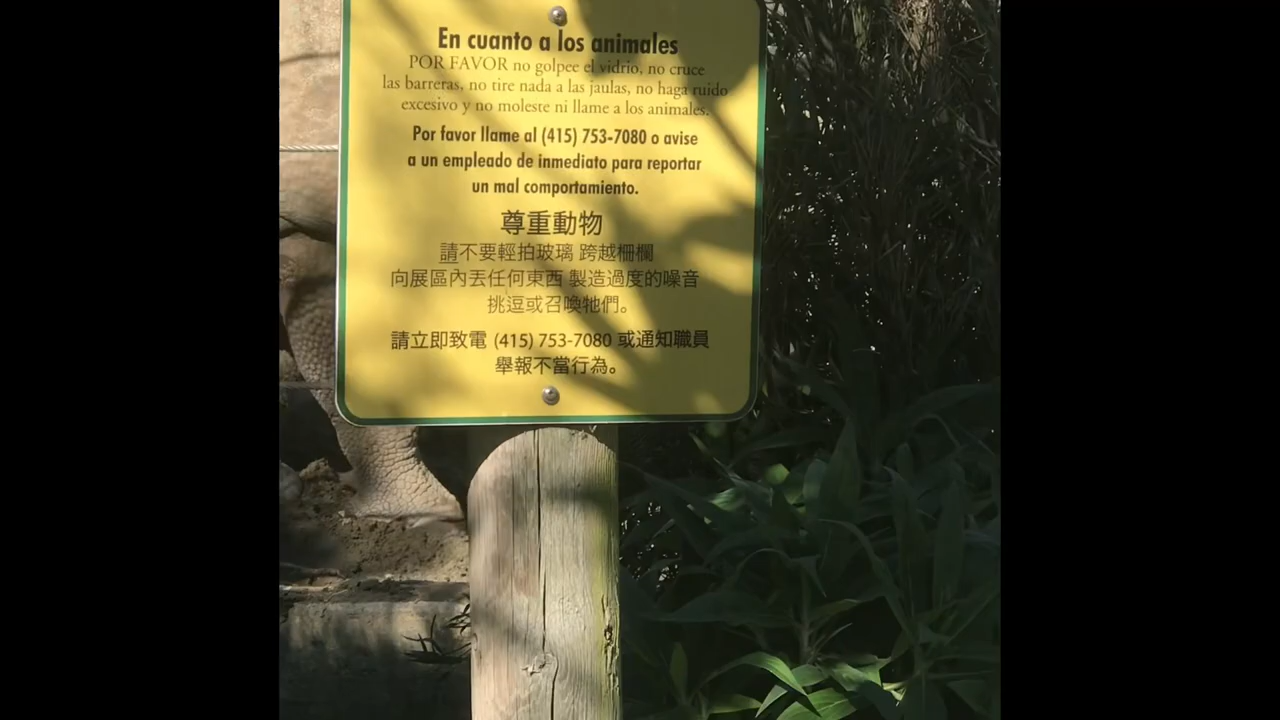 En cuanto a los animales
POR FAVOR no golpee el vidrio, no cruce
las barreras, no tire nada a las jaulas, no haga ruido
excesivo y no moleste ni llame a los animales.
Por favor llame al (415) 753-7080 o avise
a un empleado de inmediato para reportar
un mal comportamiento.
尊重動物
請不要輕拍玻璃 跨越柵欄
向展區內丟任何東西 製造過度的噪音
挑逗或召喚牠們。
請立即致電 (415) 753-7080 或通知職員
舉報不當行為。